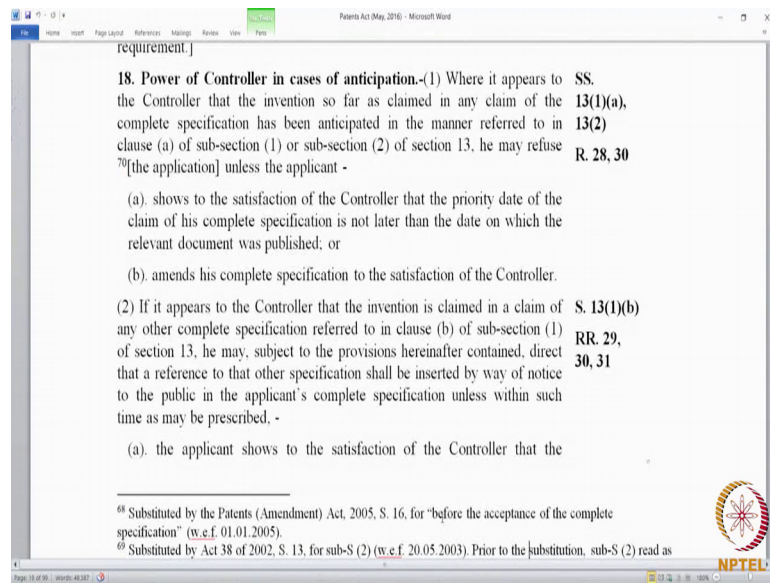 Patents Act (May, 2016) - Microsoft Word
File Home Insert Page Layout References Mailings Review View Pens
requirement.]
18. Power of Controller in cases of anticipation.-(1) Where it appears to SS.
the Controller that the invention so far as claimed in any claim of the 13(1)(a),
complete specification has been anticipated in the manner referred to in 13(2)
clause (a) of sub-section (1) or sub-section (2) of section 13, he may refuse R. 28, 30
70[the application] unless the applicant -
(a). shows to the satisfaction of the Controller that the priority date of the
claim of his complete specification is not later than the date on which the
relevant document was published; or
(b). amends his complete specification to the satisfaction of the Controller.
(2) If it appears to the Controller that the invention is claimed in a claim of S. 13(1)(b)
any other complete specification referred to in clause (b) of sub-section (1) RR. 29,
of section 13, he may, subject to the provisions hereinafter contained, direct 30, 31
that a reference to that other specification shall be inserted by way of notice
to the public in the applicant's complete specification unless within such
time as may be prescribed, -
(a). the applicant shows to the satisfaction of the Controller that the
68 Substituted by the Patents (Amendment) Act, 2005, S. 16, for "before the acceptance of the complete
specification" (w.e.f. 01.01.2005).
69 Substituted by Act 38 of 2002, S. 13, for sub-S (2) (w.e.f. 20.05.2003). Prior to the substitution, sub-S (2) read as
NPTEL